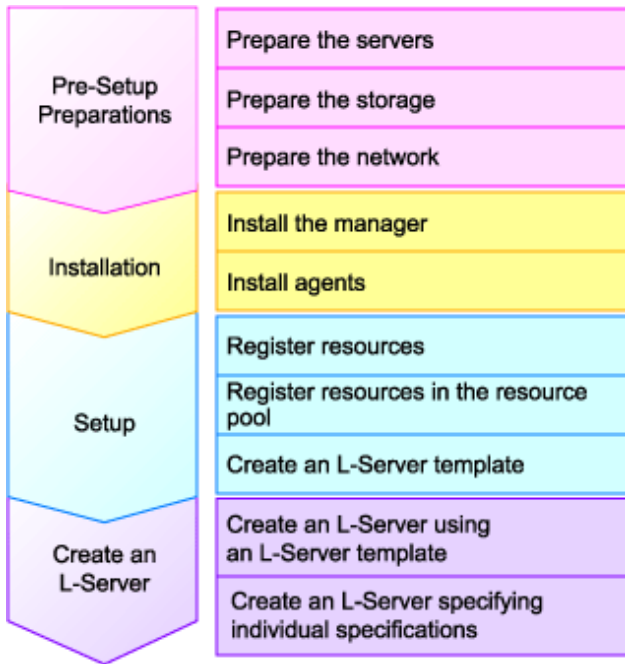 Pre-Setup
Preparations
Prepare the servers
Prepare the storage
Prepare the network
Installation
Install the manager
Install agents
Setup
Register resources
Register resources in the resource
pool
Create an L-Server template
Create an
L-Server
Create an L-Server using
an L-Server template
Create an L-Server specifying
individual specifications